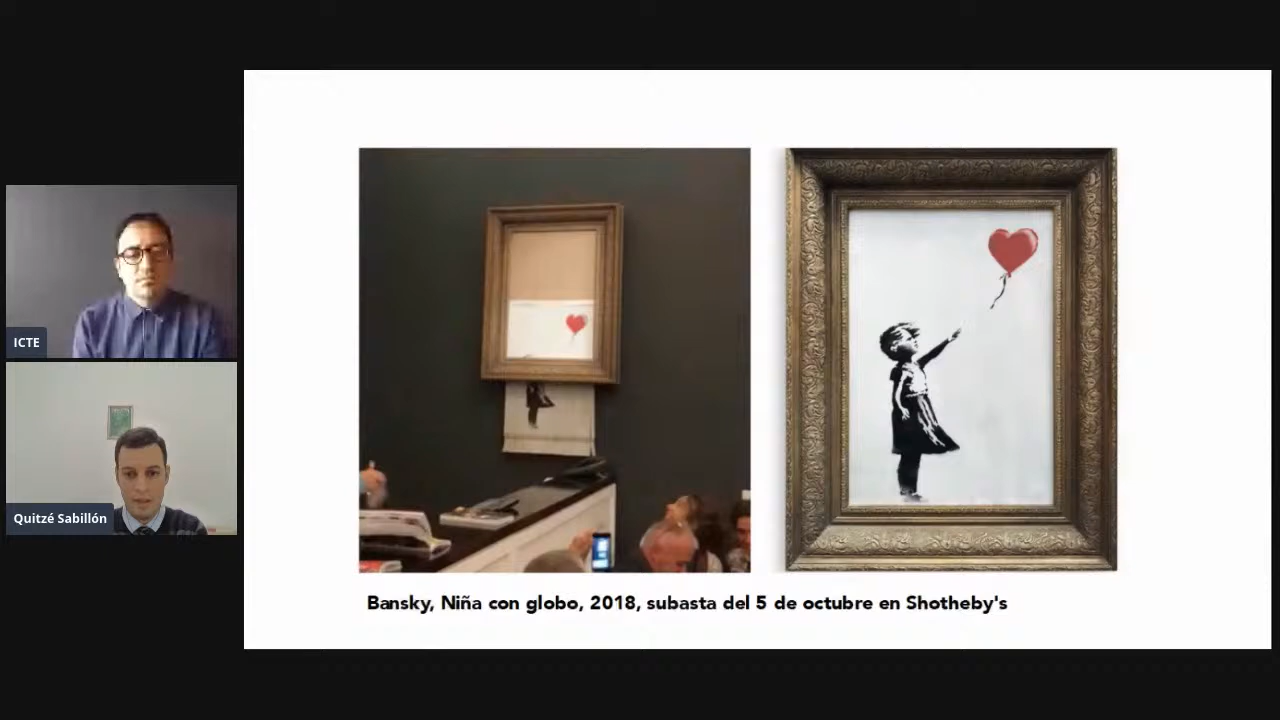 ICTE
Quitzé Sabillón
Bansky, Niña con globo, 2018, subasta del 5 de octubre en Shotheby's